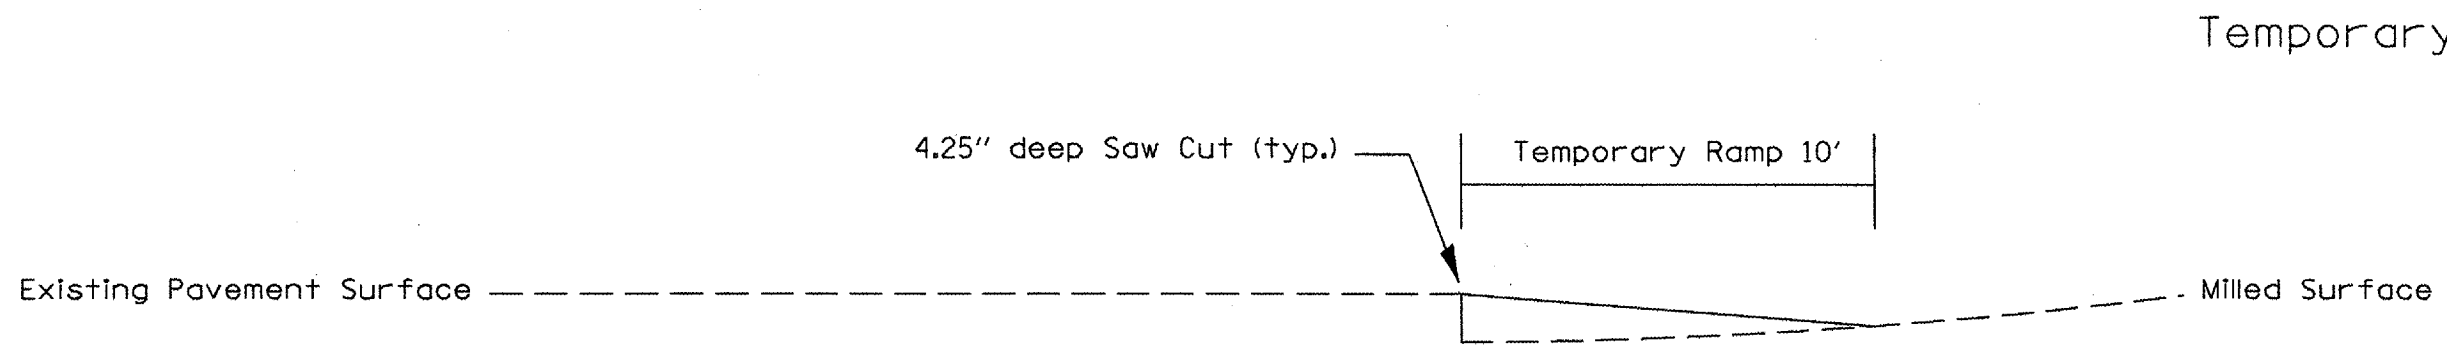 Temporary
4.25" deep Saw Cut (typ.)
Temporary Ramp 10'
Existing Pavement Surface
Milled Surface